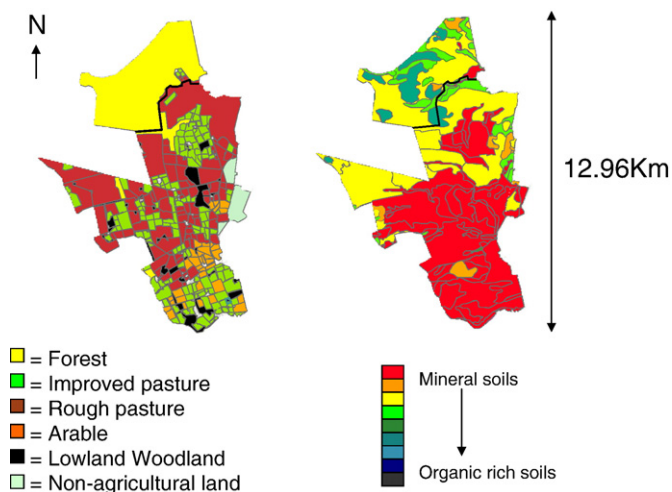 N
12.96Km
= Forest
= Improved pasture
= Rough pasture
= Arable
= Lowland Woodland
= Non-agricultural land
Mineral soils
Organic rich soils